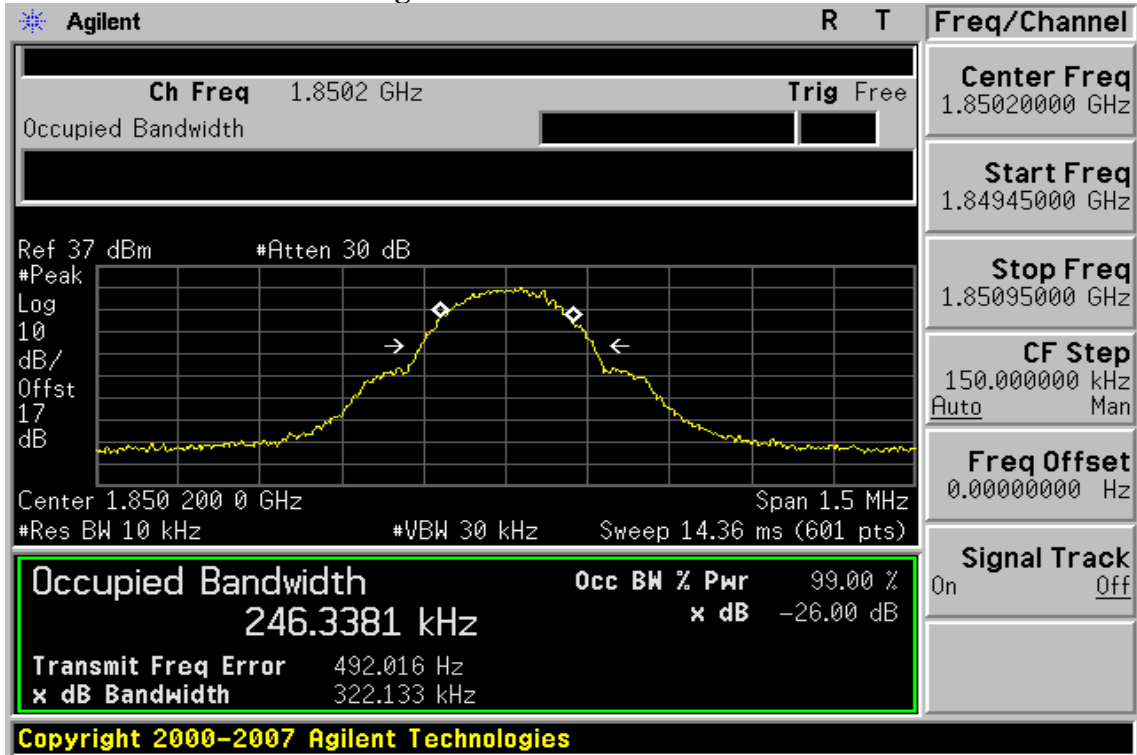 Agilent R T
Freq/Channel
Ch Freq 1.8502 GHz Trig Free
Occupied Bandwidth
Center Freq
1.85020000 GHz
Start Freq
1.84945000 GHz
Stop Freq
1.85095000 GHz
CF Step
150.000000 kHz
Auto Man
Freq Offset
0.00000000 Hz
Signal Track
On Off
Ref 37 dBm #Atten 30 dB
#Peak
Log
10
dB/
Offst
17
dB
Center 1.850 200 0 GHz Span 1.5 MHz
#Res BW 10 kHz #VBW 30 kHz Sweep 14.36 ms (601 pts)
Occupied Bandwidth
246.3381 kHz
Occ BW % Pwr 99.00 %
x dB -26.00 dB
Transmit Freq Error 492.016 Hz
x dB Bandwidth 322.133 kHz
Copyright 2000-2007 Agilent Technologies